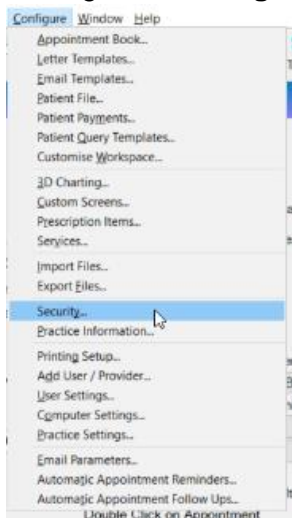 Configure Window Help
Appointment Book...
Letter Templates...
Email Templates...
Patient File...
Patient Payments...
Patient Query Templates...
Customise Workspace...
3D Charting...
Custom Screens...
Prescription Items...
Services...
Import Files...
Export Files...
Security...
Practice Information...
Printing Setup...
Add User / Provider...
User Settings...
Computer Settings...
Practice Settings...
Email Parameters...
Automatic Appointment Reminders...
Automatic Appointment Follow Ups...
Double Click on Appointment